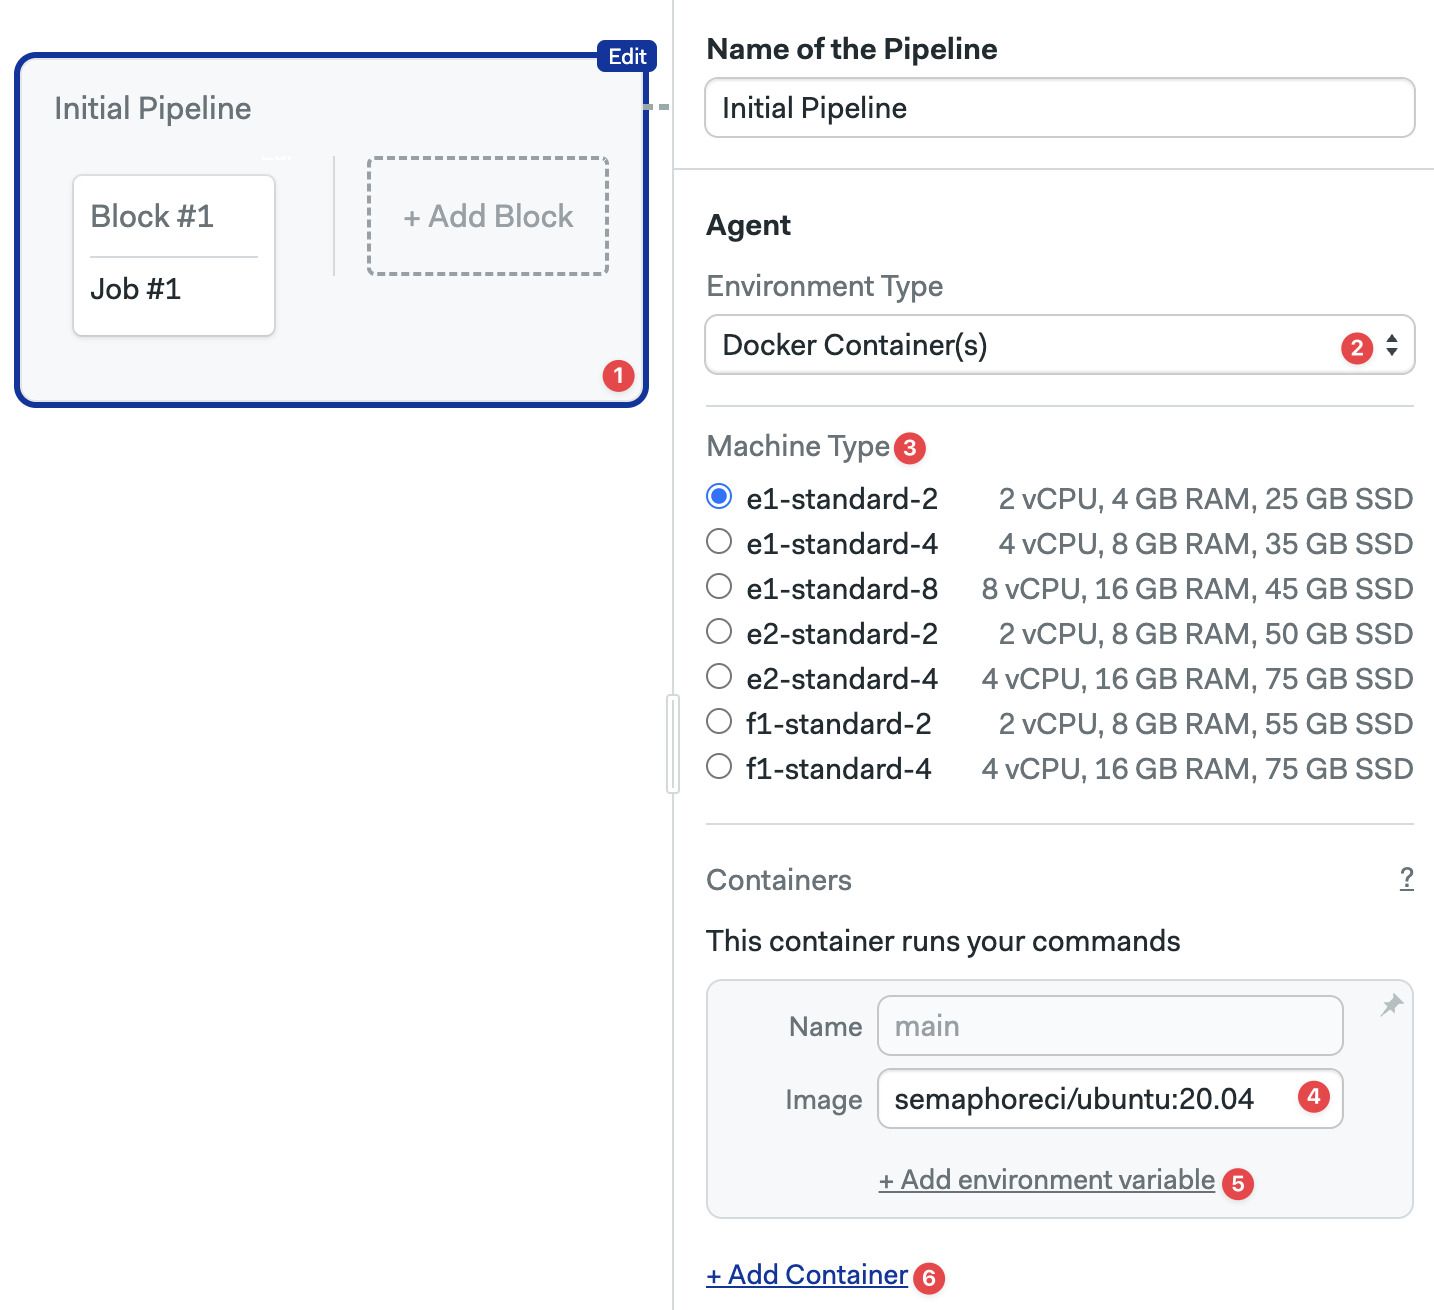 Edit
Initial Pipeline
Block #1
Job #1
+ Add Block
1
Name of the Pipeline
Initial Pipeline
Agent
Environment Type
Docker Container(s) 2
Machine Type 3
e1-standard-2 2 vCPU, 4 GB RAM, 25 GB SSD
e1-standard-4 4 vCPU, 8 GB RAM, 35 GB SSD
e1-standard-8 8 vCPU, 16 GB RAM, 45 GB SSD
e2-standard-2 2 vCPU, 8 GB RAM, 50 GB SSD
e2-standard-4 4 vCPU, 16 GB RAM, 75 GB SSD
f1-standard-2 2 vCPU, 8 GB RAM, 55 GB SSD
f1-standard-4 4 vCPU, 16 GB RAM, 75 GB SSD
Containers ?
This container runs your commands
Name main
Image semaphoreci/ubuntu:20.04 4
+ Add environment variable 5
+ Add Container 6